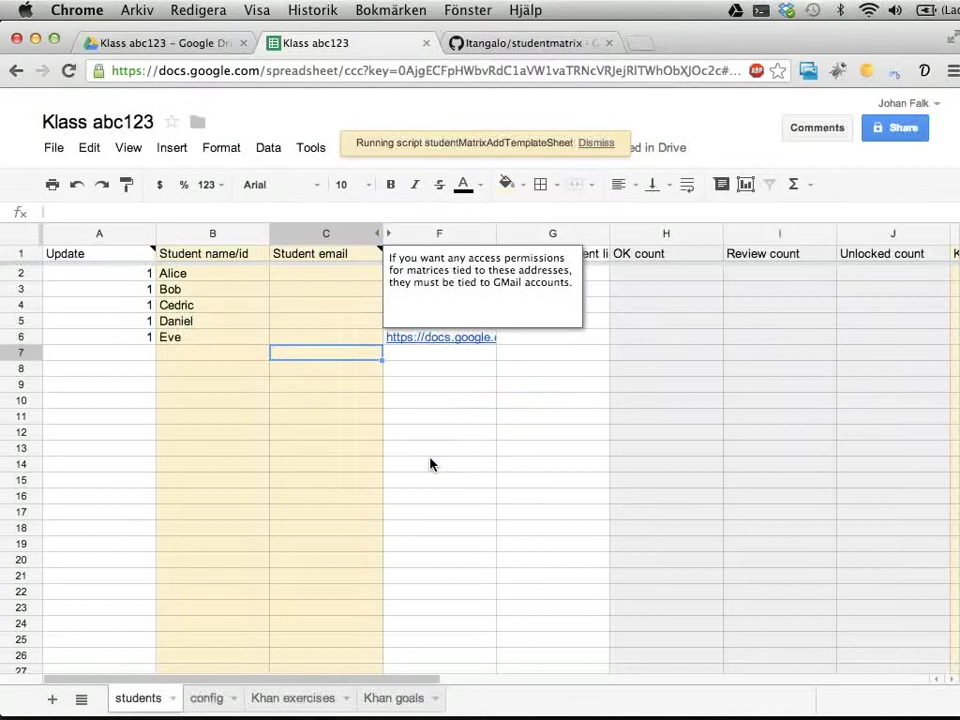 Chrome Arkiv Redigera Visa Historik Bokmärken Fönster Hjälp (Lac
Klass abc123 – Google Dri
Klass abc123
Itangalo/studentmatrix · G
https://docs.google.com/spreadsheet/ccc?key=0AjgECFpHWbvRdC1aVW1vaTRNcVRJejRlTWhObXJOc2c#...
ABP
Johan Falk
Klass abc123
Comments
Share
File Edit View Insert Format Data Tools
Running script studentMatrixAddTemplateSheet Dismiss
ed in Drive
$ % 123 Arial 10 B I S A Σ
fx
A B C F G H I J
1 Update Student name/id Student email ent li OK count Review count Unlocked count K
If you want any access permissions
for matrices tied to these addresses,
they must be tied to GMail accounts.
2 1 Alice
3 1 Bob
4 1 Cedric
5 1 Daniel
6 1 Eve https://docs.google.c
7
8
9
10
11
12
13
14
15
16
17
18
19
20
21
22
23
24
25
26
27
+ students config Khan exercises Khan goals